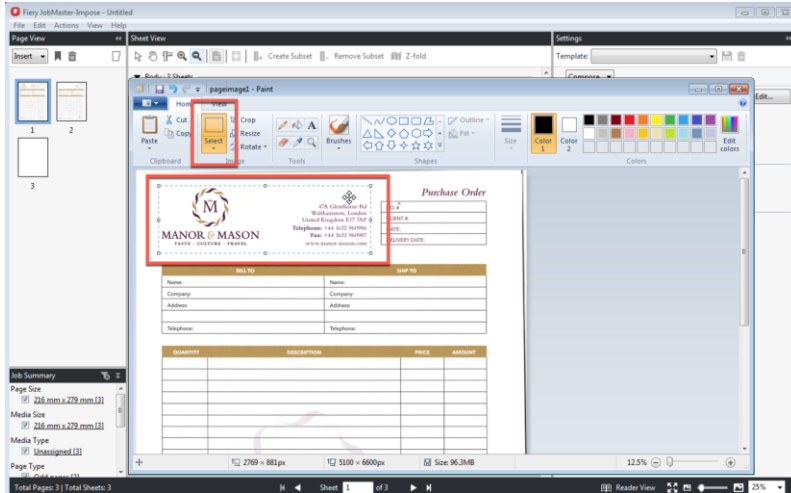 Fiery JobMaster-Impose - Untitled
File Edit Actions View Help
Page View
Sheet View
Settings
Insert
Create Subset
Remove Subset
Z-fold
Template:
Body: 3 Sheets
Compose
Edit...
1
2
3
pageimage1 - Paint
Home View
Paste
Cut
Copy
Clipboard
Select
Crop
Resize
Rotate
Image
Tools
Brushes
Shapes
Outline
Fill
Size
Color 1
Color 2
Edit colors
Colors
M
MANOR & MASON
TASTE · CULTURE · TRAVEL
47A Glenthorne Rd
Walthamstow, London
United Kingdom E17 7AP
Telephone: +44 1632 960986
Fax: +44 1632 960987
www.manor-mason.com
Purchase Order
CLIENT #:
DATE:
DELIVERY DATE:
BILL TO SHIP TO
Name: Name:
Company: Company:
Address: Address:
Telephone: Telephone:
QUANTITY DESCRIPTION PRICE AMOUNT
2769 × 881px
5100 × 6600px
Size: 96.3MB
12.5%
Job Summary
Page Size
216 mm x 279 mm [3]
Media Size
216 mm x 279 mm [3]
Media Type
Unassigned [3]
Page Type
Total Pages: 3 | Total Sheets: 3
Sheet 1 of 3
Reader View
25%